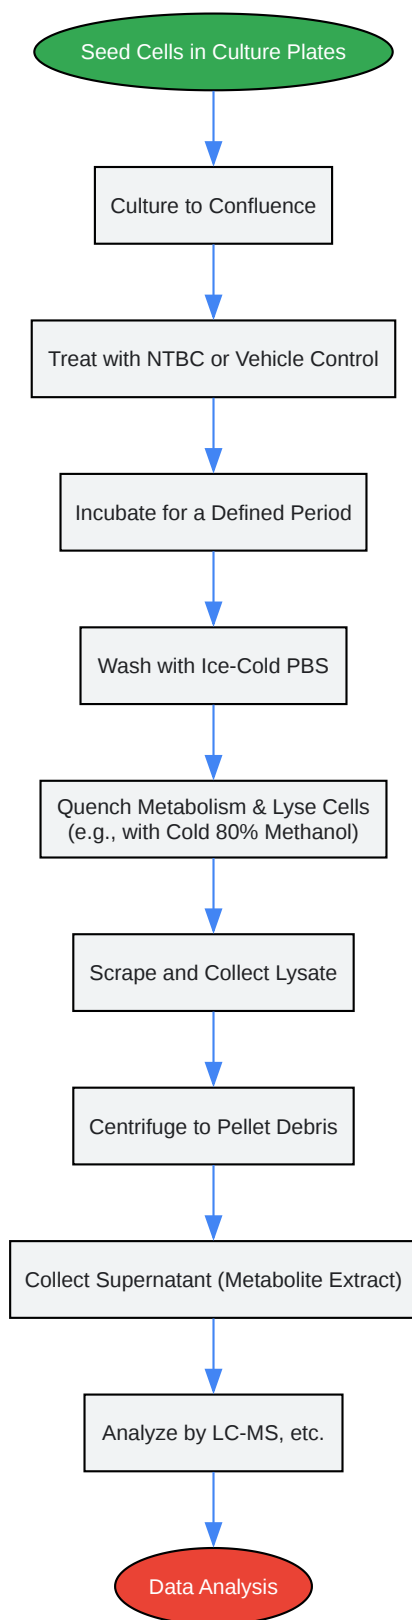 Seed Cells in Culture Plates
Culture to Confluence
Treat with NTBC or Vehicle Control
Incubate for a Defined Period
Wash with Ice-Cold PBS
Quench Metabolism & Lyse Cells
(e.g., with Cold 80% Methanol)
Scrape and Collect Lysate
Centrifuge to Pellet Debris
Collect Supernatant (Metabolite Extract)
Analyze by LC-MS, etc.
Data Analysis